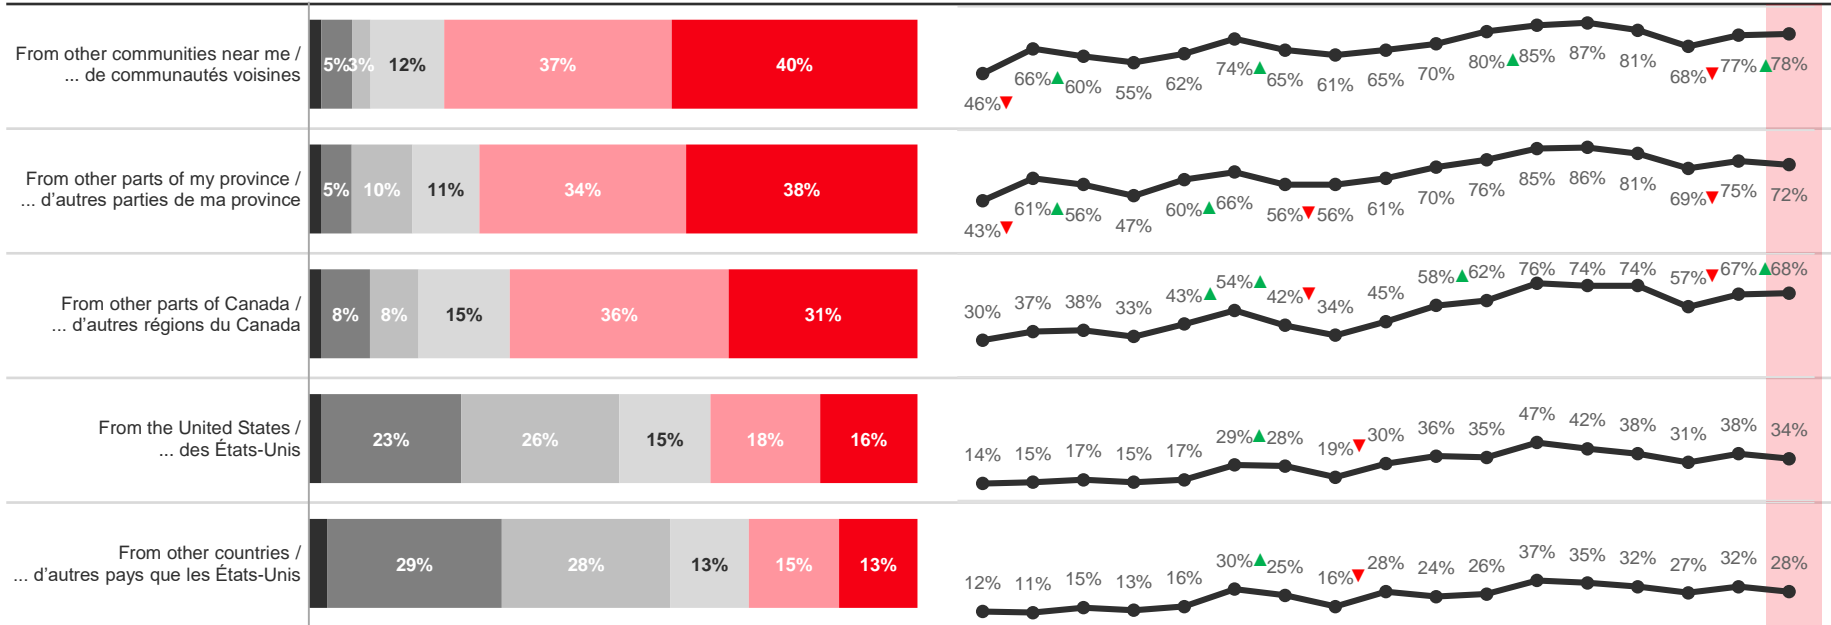 From other communities near me /
... de communautés voisines
5% 3% 12% 37% 40%
46%▼ 66%▲ 60% 55% 62% 74%▲ 65% 61% 65% 70% 80%▲ 85% 87% 81% 68%▼ 77%▲ 78%
From other parts of my province /
... d'autres parties de ma province
5% 10% 11% 34% 38%
43%▼ 61%▲ 56% 47% 60%▲ 66% 56%▼ 56% 61% 70% 76% 85% 86% 81% 69%▼ 75% 72%
From other parts of Canada /
... d'autres régions du Canada
8% 8% 15% 36% 31%
30% 37% 38% 33% 43%▲ 54%▲ 42%▼ 34% 45% 58%▲ 62% 76% 74% 74% 57%▼ 67%▲ 68%
From the United States /
... des États-Unis
23% 26% 15% 18% 16%
14% 15% 17% 15% 17% 29%▲ 28% 19%▼ 30% 36% 35% 47% 42% 38% 31% 38% 34%
From other countries /
... d'autres pays que les États-Unis
29% 28% 13% 15% 13%
12% 11% 15% 13% 16% 30%▲ 25% 16%▼ 28% 24% 26% 37% 35% 32% 27% 32% 28%